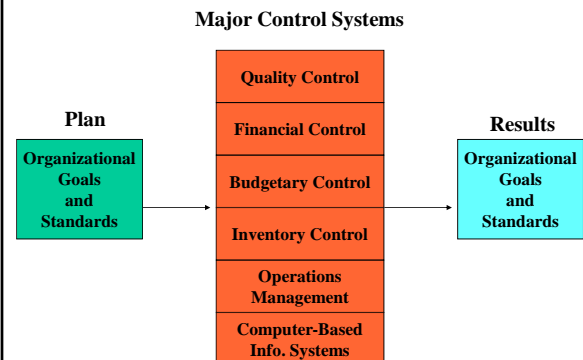 Major Control Systems
Plan
Organizational
Goals
and
Standards
Quality Control
Financial Control
Budgetary Control
Inventory Control
Operations
Management
Computer-Based
Info. Systems
Results
Organizational
Goals
and
Standards